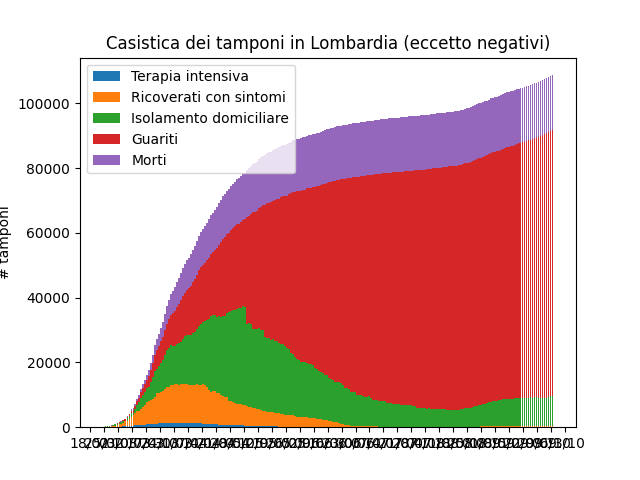 Casistica dei tamponi in Lombardia (eccetto negativi)
Terapia intensiva
Ricoverati con sintomi
Isolamento domiciliare
Guariti
Morti
# tamponi
100000
80000
60000
40000
20000
0